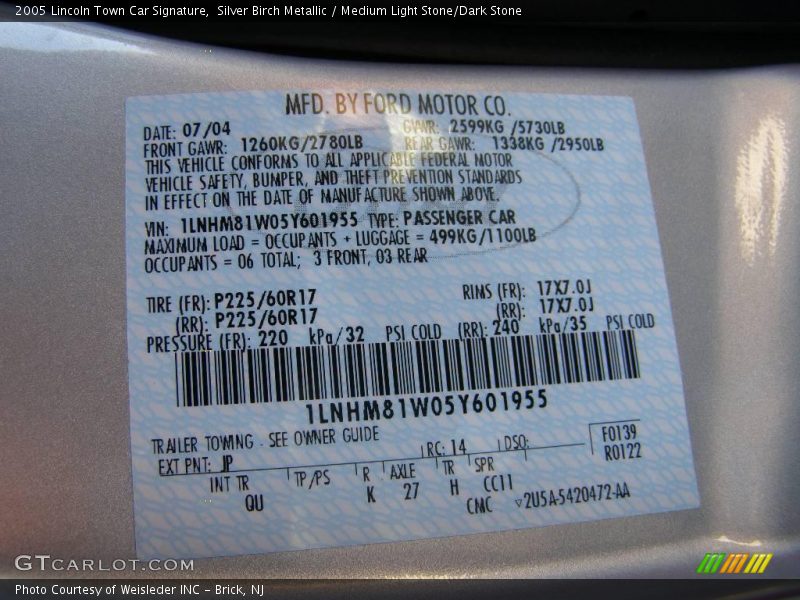 2005 Lincoln Town Car Signature, Silver Birch Metallic / Medium Light Stone/Dark Stone
MFD. BY FORD MOTOR CO.
DATE: 07/04 GVWR: 2599KG /5730LB
FRONT GAWR: 1260KG/2780LB REAR GAWR: 1338KG /2950LB
THIS VEHICLE CONFORMS TO ALL APPLICABLE FEDERAL MOTOR
VEHICLE SAFETY, BUMPER, AND THEFT PREVENTION STANDARDS
IN EFFECT ON THE DATE OF MANUFACTURE SHOWN ABOVE.
VIN: 1LNHM81W05Y601955 TYPE: PASSENGER CAR
MAXIMUM LOAD = OCCUPANTS + LUGGAGE = 499KG/1100LB
OCCUPANTS = 06 TOTAL; 3 FRONT, 03 REAR
TIRE (FR): P225/60R17 RIMS (FR): 17X7.0J
(RR): P225/60R17 (RR): 17X7.0J
PRESSURE (FR): 220 kPa/32 PSI COLD (RR): 240 kPa/35 PSI COLD
1LNHM81W05Y601955
TRAILER TOWING - SEE OWNER GUIDE
EXT PNT: JP RC: 14 DSO: F0139
R0122
INT TR TP/PS R AXLE TR SPR
QU K 27 H CC11
CMC 2U5A-5420472-AA
GTCARLOT.COM
Photo Courtesy of Weisleder INC - Brick, NJ